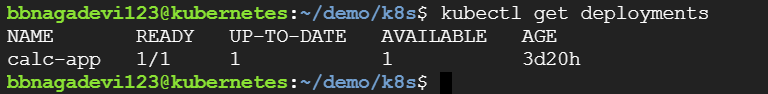 bbnagadevi123@kubernetes:~/demo/k8s$ kubectl get deployments
NAME READY UP-TO-DATE AVAILABLE AGE
calc-app 1/1 1 1 3d20h
bbnagadevi123@kubernetes:~/demo/k8s$